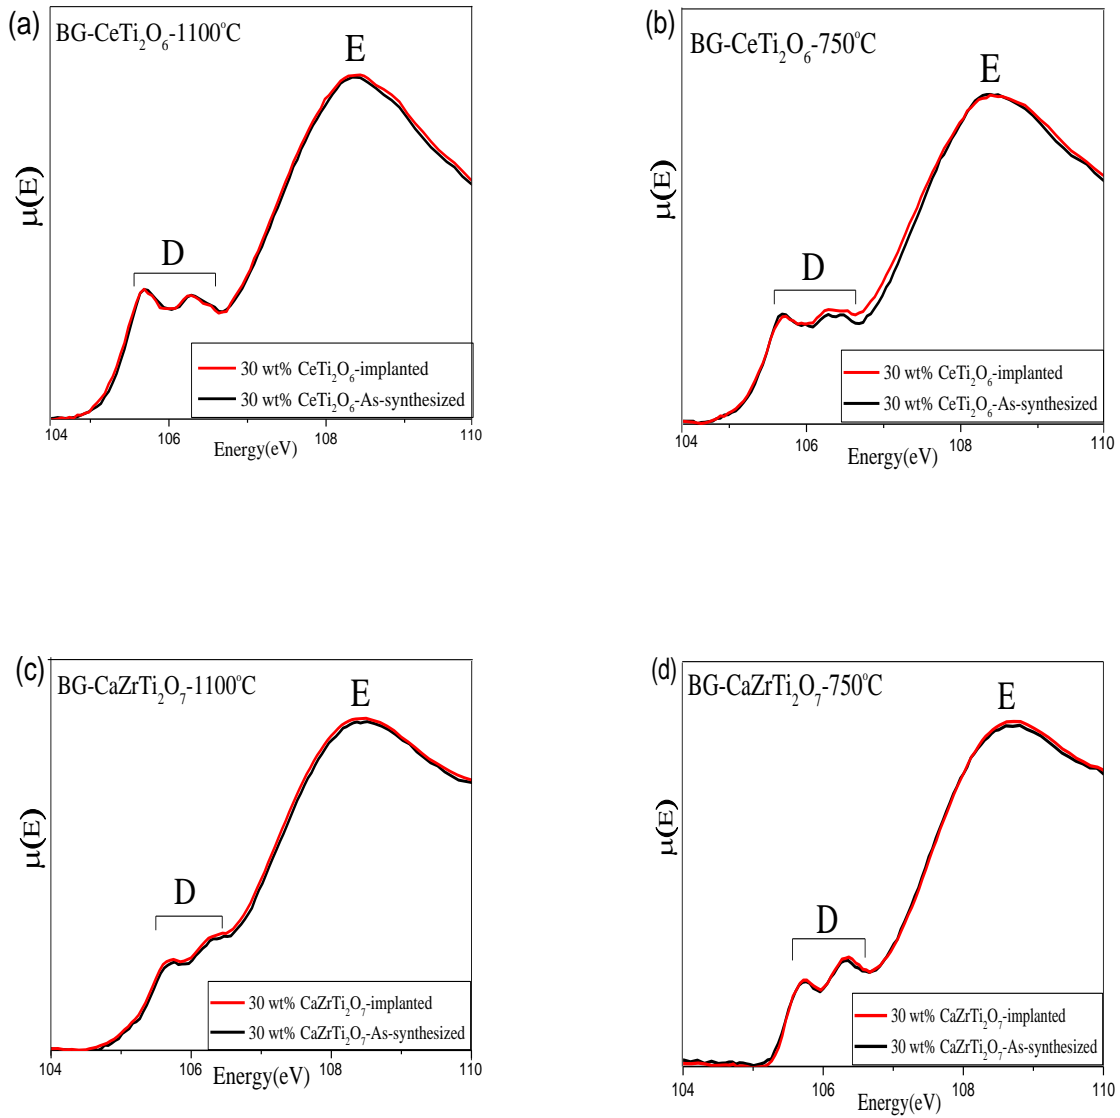 (a)
BG-CeTi₂O₆-1100°C
E
D
μ(E)
30 wt% CeTi₂O₆-implanted
30 wt% CeTi₂O₆-As-synthesized
104 106 108 110
Energy(eV)
(b)
BG-CeTi₂O₆-750°C
E
D
μ(E)
30 wt% CeTi₂O₆-implanted
30 wt% CeTi₂O₆-As-synthesized
104 106 108 110
Energy(eV)
(c)
BG-CaZrTi₂O₇-1100°C
E
D
μ(E)
30 wt% CaZrTi₂O₇-implanted
30 wt% CaZrTi₂O₇-As-synthesized
104 106 108 110
Energy(eV)
(d)
BG-CaZrTi₂O₇-750°C
E
D
μ(E)
30 wt% CaZrTi₂O₇-implanted
30 wt% CaZrTi₂O₇-As-synthesized
104 106 108 110
Energy(eV)